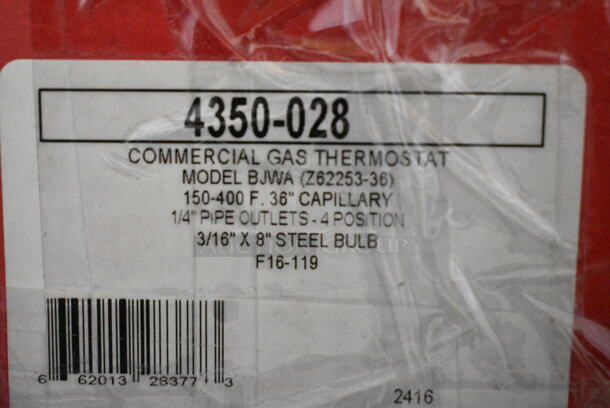 4350-028
COMMERCIAL GAS THERMOSTAT
MODEL BJWA (Z62253-36)
150-400 F. 36" CAPILLARY
1/4" PIPE OUTLETS - 4 POSITION
3/16" X 8" STEEL BULB
F16-119
6 62013 28377 3
2416